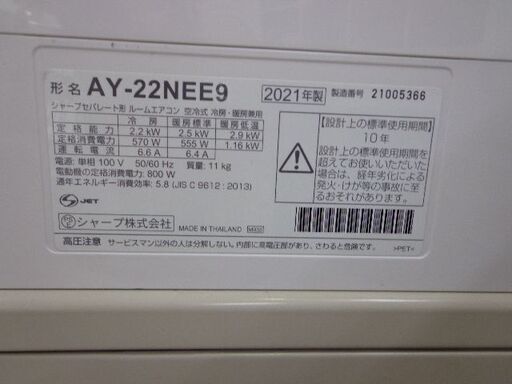 形名 AY-22NEE9 2021年製 製造番号 21005366
シャープセパレート形 ルームエアコン 空冷式 冷房・暖房兼用
冷房 暖房標準 暖房低温
定格能力 2.2 kW 2.5 kW 2.9 kW
定格消費電力 570 W 555 W 1.16 kW
運転電流 6.6 A 6.4 A
電源: 単相 100 V 50/60 Hz 質量: 11 kg
電動機の定格消費電力: 800 W
通年エネルギー消費効率: 5.8 (JIS C 9612 : 2013)
【設計上の標準使用期間】
10年
設計上の標準使用期間を
超えてお使いいただいた
場合は、経年劣化による
発火・けが等の事故に至
るおそれがあります。
JET
シャープ株式会社 MADE IN THAILAND
高圧注意 サービスマン以外の人は分解しない。内部に高電圧部があり、さわると危険です。
>PET<